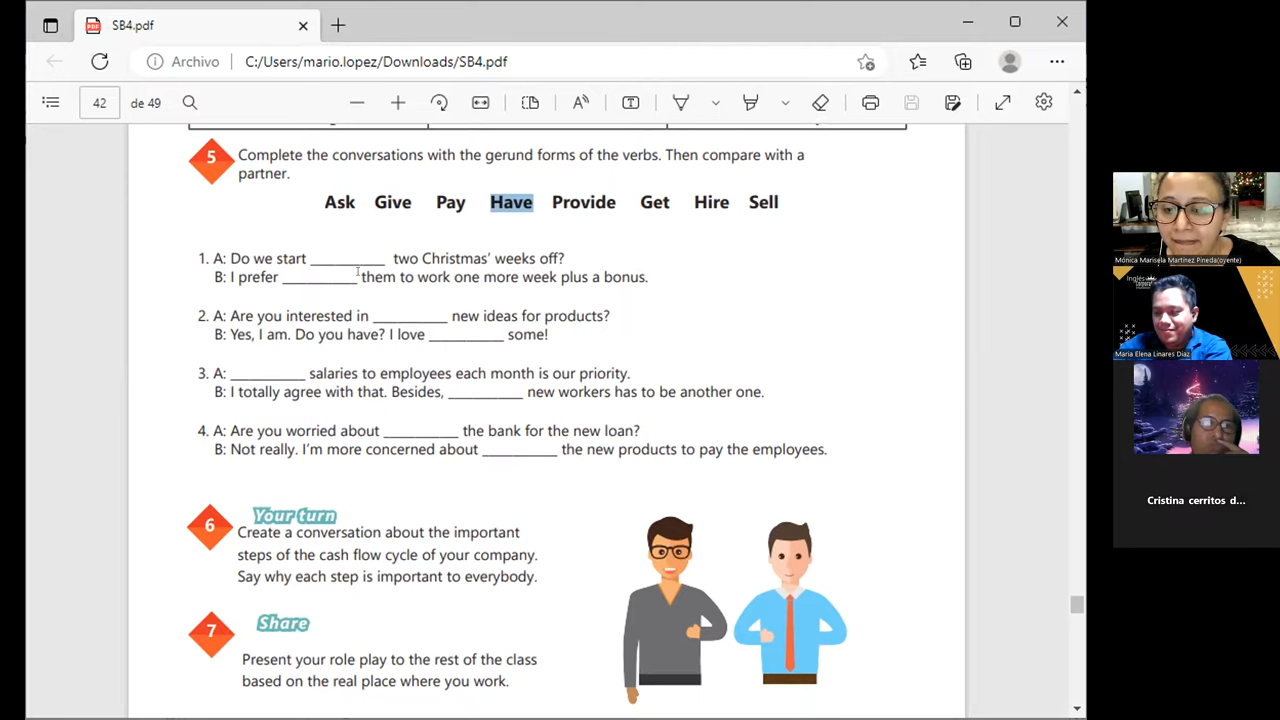 SB4.pdf
Archivo
C:/Users/mario.lopez/Downloads/SB4.pdf
42 de 49
5 Complete the conversations with the gerund forms of the verbs. Then compare with a
partner.
Ask Give Pay Have Provide Get Hire Sell
1. A: Do we start __________ two Christmas' weeks off?
B: I prefer __________ them to work one more week plus a bonus.
2. A: Are you interested in __________ new ideas for products?
B: Yes, I am. Do you have? I love __________ some!
3. A: __________ salaries to employees each month is our priority.
B: I totally agree with that. Besides, __________ new workers has to be another one.
4. A: Are you worried about __________ the bank for the new loan?
B: Not really. I'm more concerned about __________ the new products to pay the employees.
6 Your turn
Create a conversation about the important
steps of the cash flow cycle of your company.
Say why each step is important to everybody.
7 Share
Present your role play to the rest of the class
based on the real place where you work.
Mónica Marisela Martínez Pineda(oyente)
Inglés
Maria Elena Linares Diaz
Cristina cerritos d...